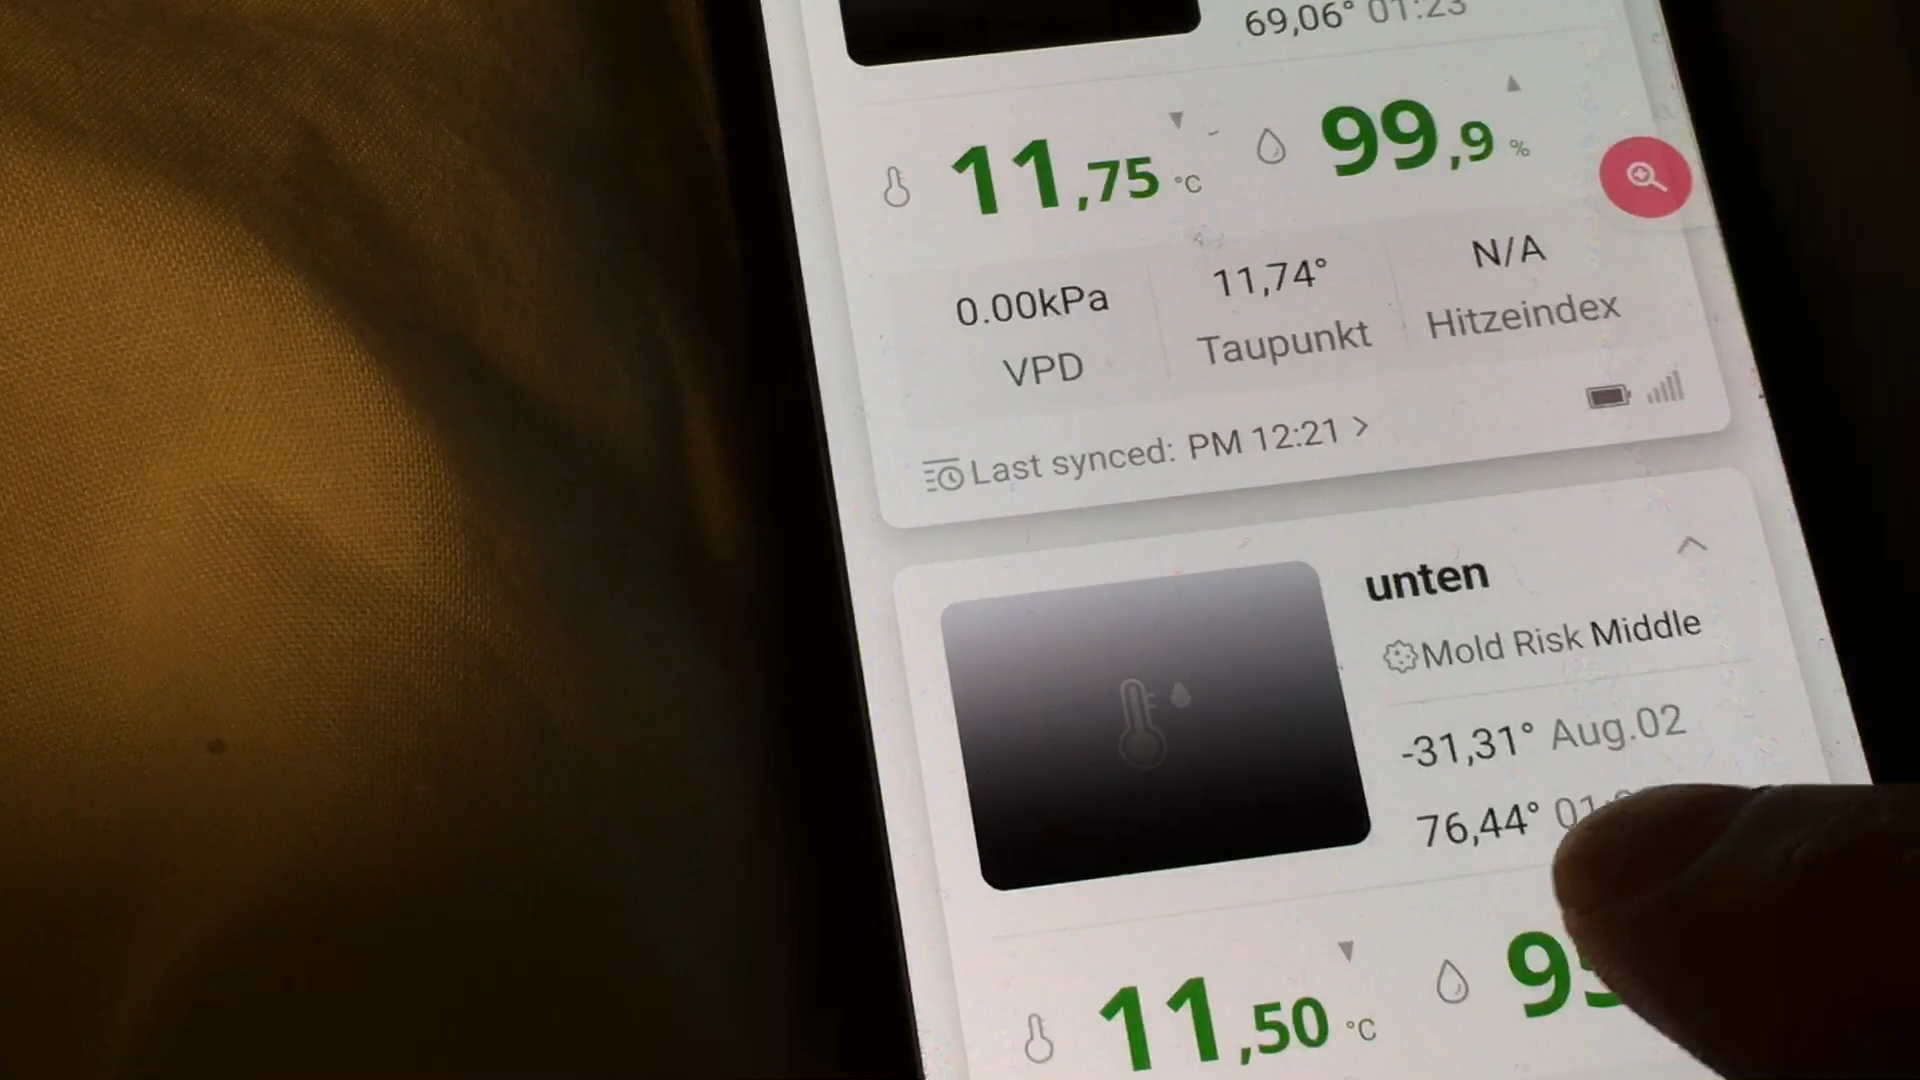 69,06° 01:23
11,75 °C 99,9 %
0.00kPa 11,74° N/A
VPD Taupunkt Hitzeindex
Last synced: PM 12:21 >
unten
Mold Risk Middle
-31,31° Aug.02
76,44°
11,50 °C